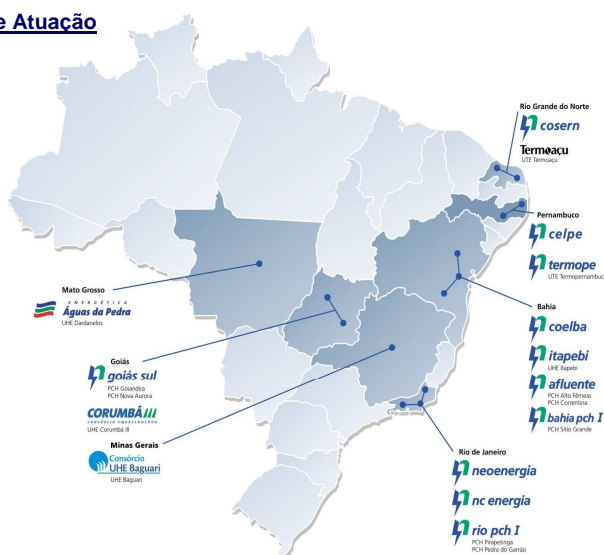 e Atuação
Rio Grande do Norte
cosern
Termoaçu
UTE Termoaçu
Pernambuco
celpe
termope
UTE Termopernambuc
Bahia
coelba
itapebi
UHE Itapebi
afluente
PCH Alto Fêmeas
PCH Correntina
bahia pch I
PCH Sítio Grande
Mato Grosso
ENERGÉTICA
Águas da Pedra
UHE Dardanelos
Goiás
goiás sul
PCH Goiandira
PCH Nova Aurora
CORUMBÁ III
CONSÓRCIO EMPREENDEDOR
UHE Corumbá III
Minas Gerais
Consórcio
UHE Baguari
UHE Baguari
Rio de Janeiro
neoenergia
nc energia
rio pch I
PCH Pirapetinga
PCH Pedra do Garrão